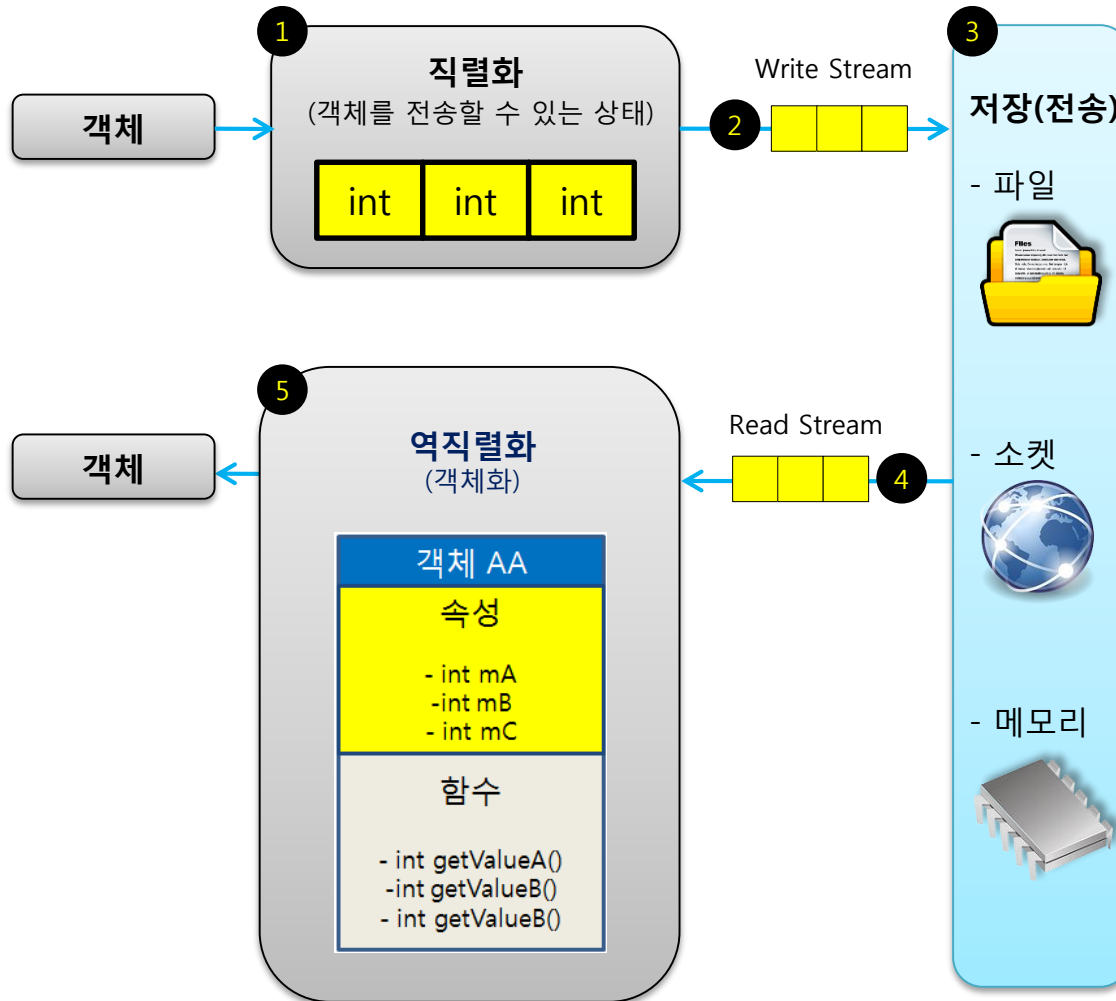 1
직렬화
(객체를 전송할 수 있는 상태)
객체
int int int
Write Stream
2
3
저장(전송)
- 파일
Files
- 소켓
- 메모리
Read Stream
4
5
역직렬화
(객체화)
객체
객체 AA
속성
- int mA
-int mB
- int mC
함수
- int getValueA()
-int getValueB()
- int getValueB()